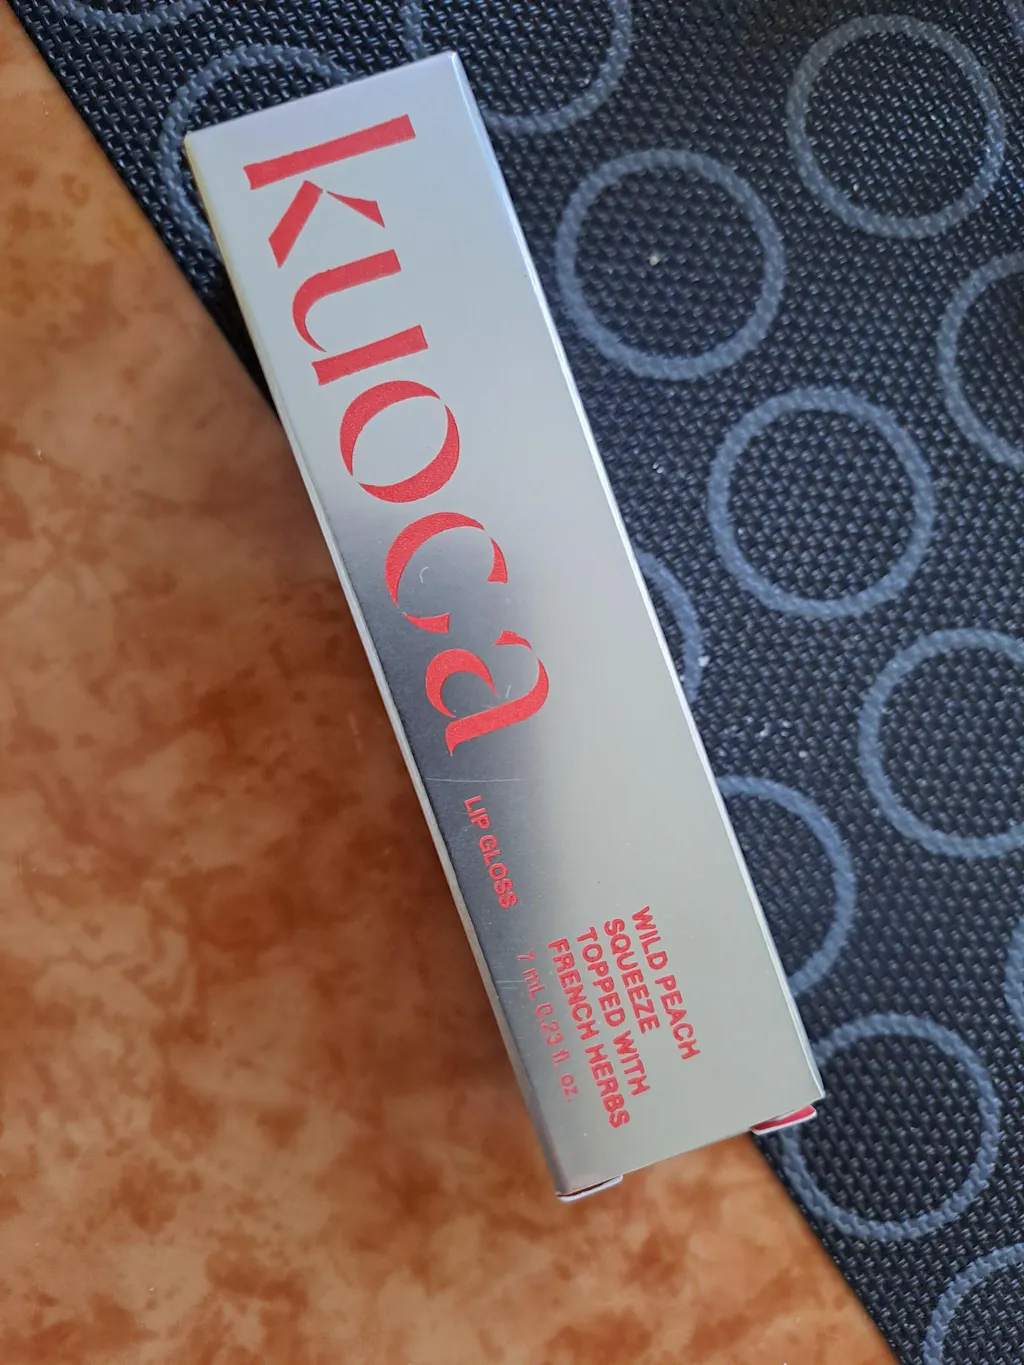 kuoca
LIP GLOSS
WILD PEACH
SQUEEZE
TOPPED WITH
FRENCH HERBS
7 mL 0.23 fl. oz.